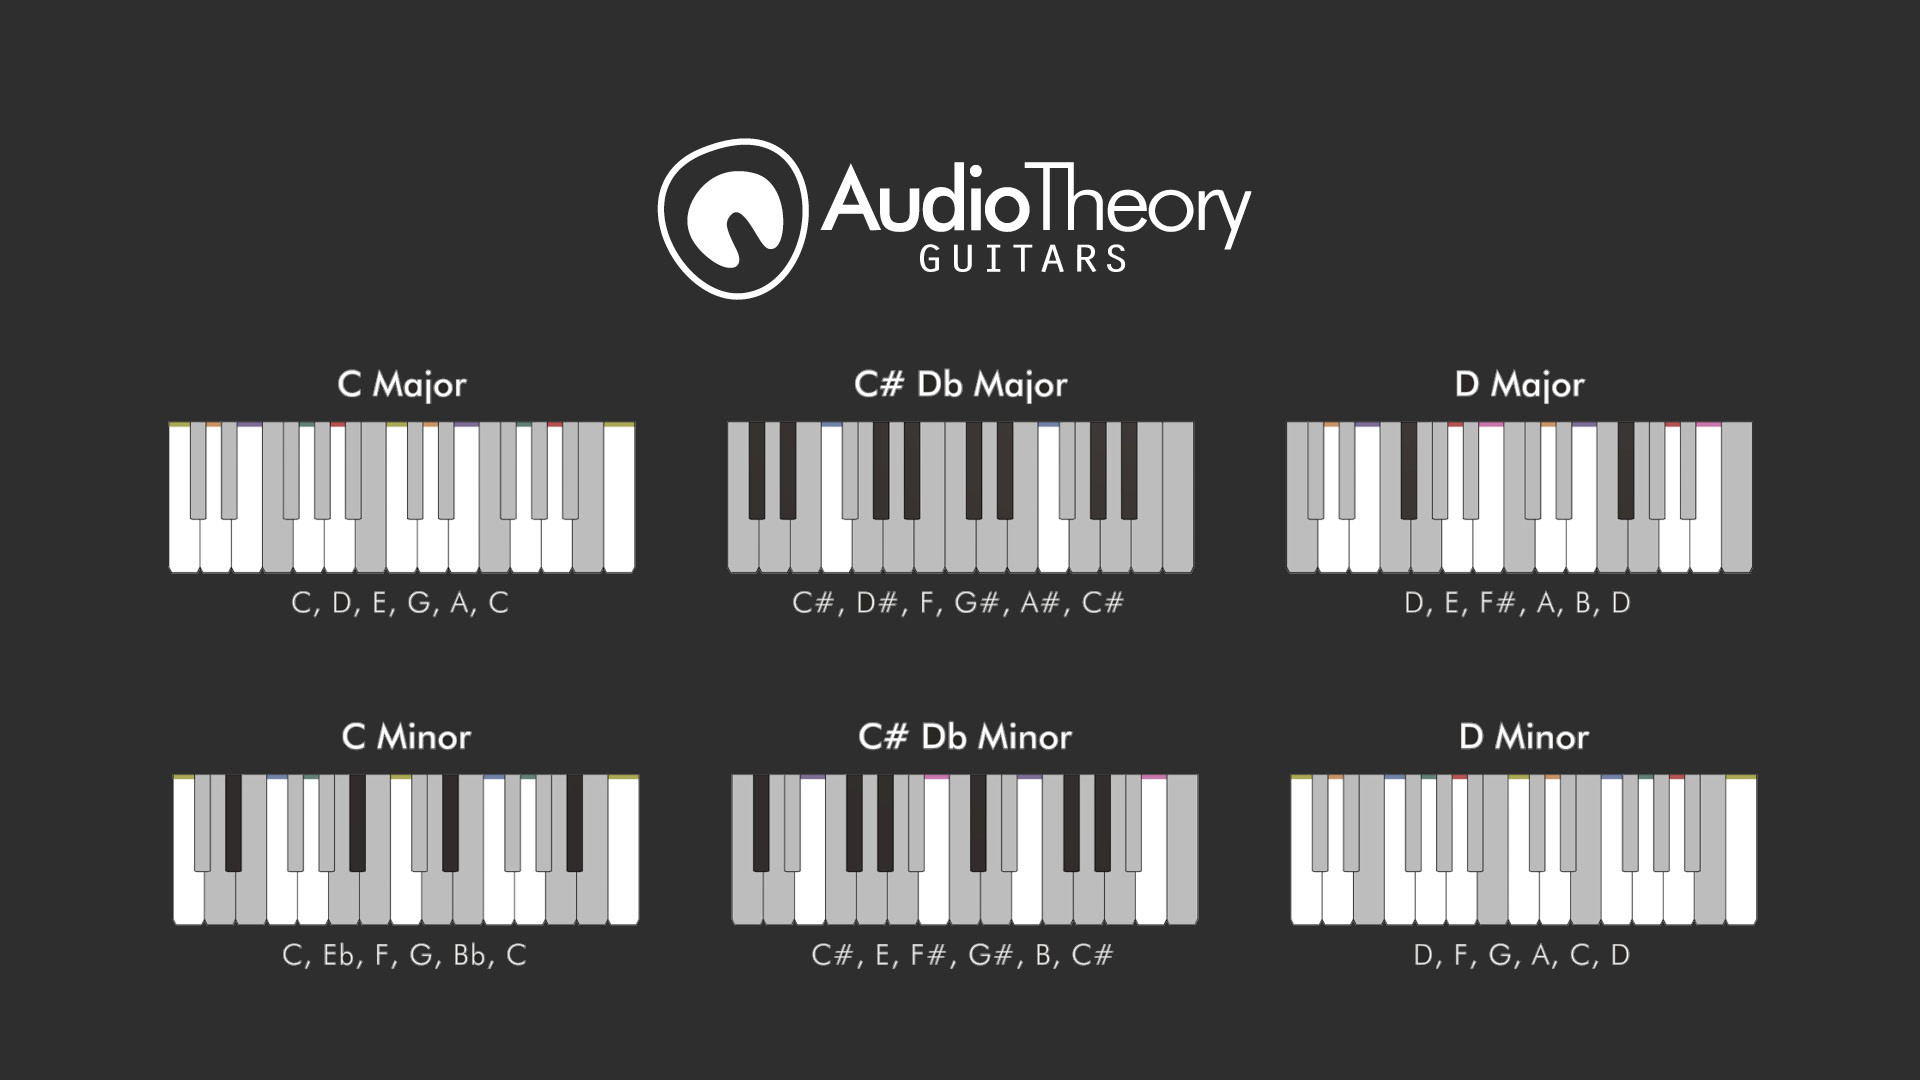 AudioTheory
GUITARS
C Major
C# Db Major
D Major
C, D, E, G, A, C
C#, D#, F, G#, A#, C#
D, E, F#, A, B, D
C Minor
C# Db Minor
D Minor
C, Eb, F, G, Bb, C
C#, E, F#, G#, B, C#
D, F, G, A, C, D